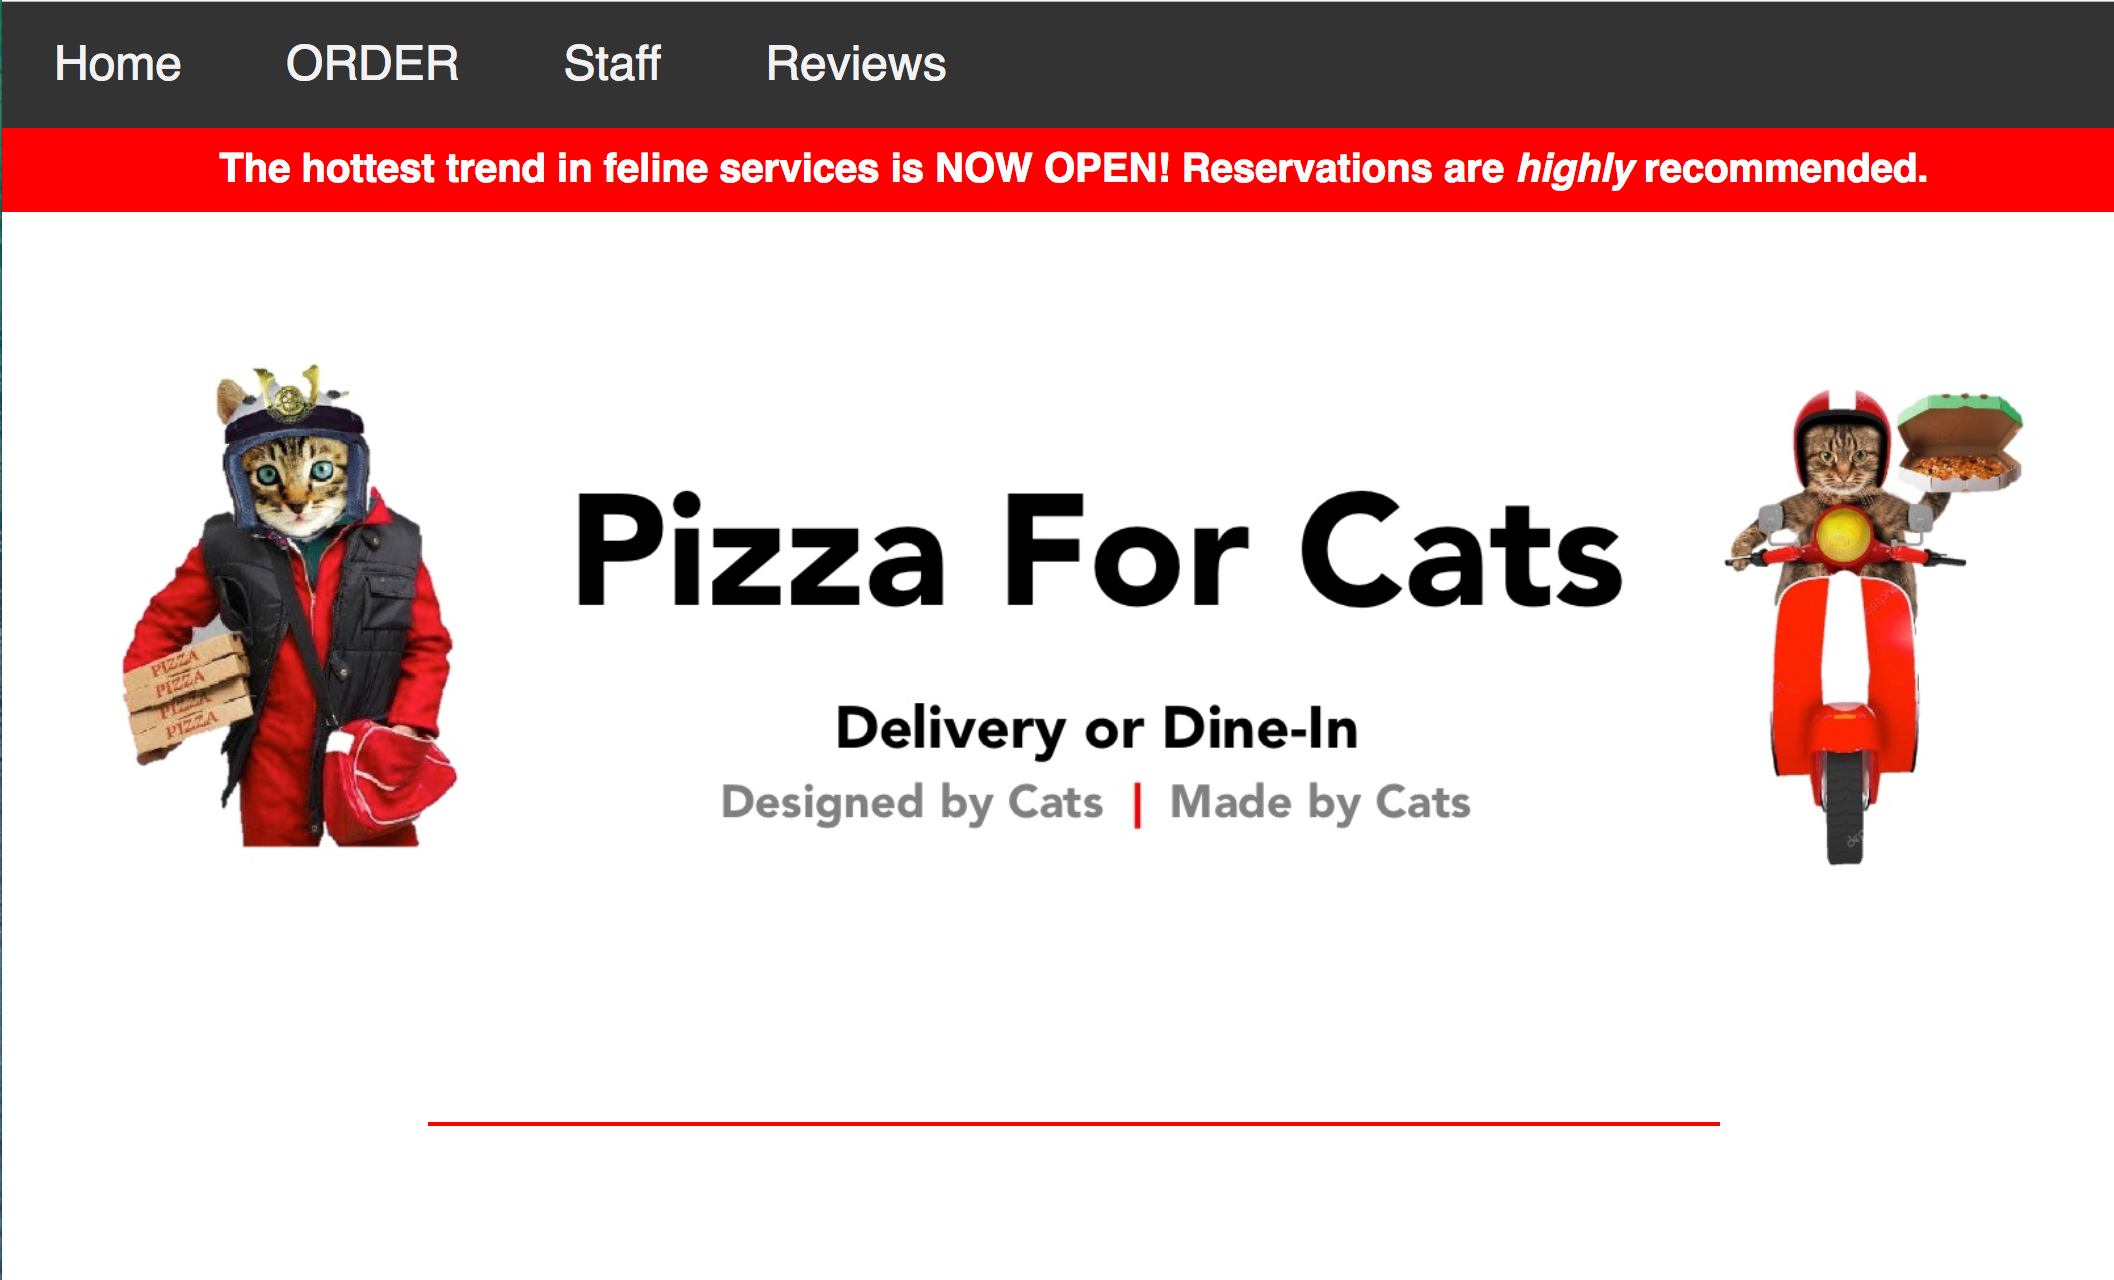 Home ORDER Staff Reviews
The hottest trend in feline services is NOW OPEN! Reservations are highly recommended.
Pizza For Cats
PIZZA
PIZZA
PIZZA
PIZZA
Delivery or Dine-In
Designed by Cats | Made by Cats